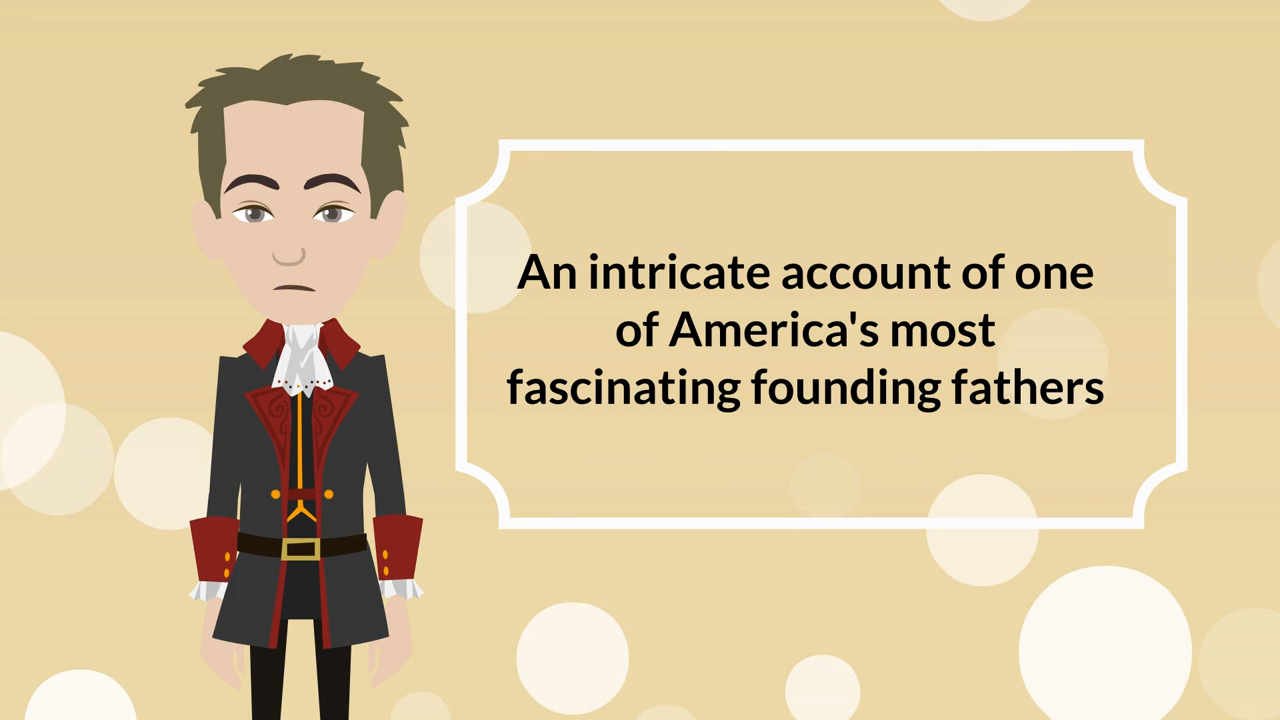 An intricate account of one
of America's most
fascinating founding fathers